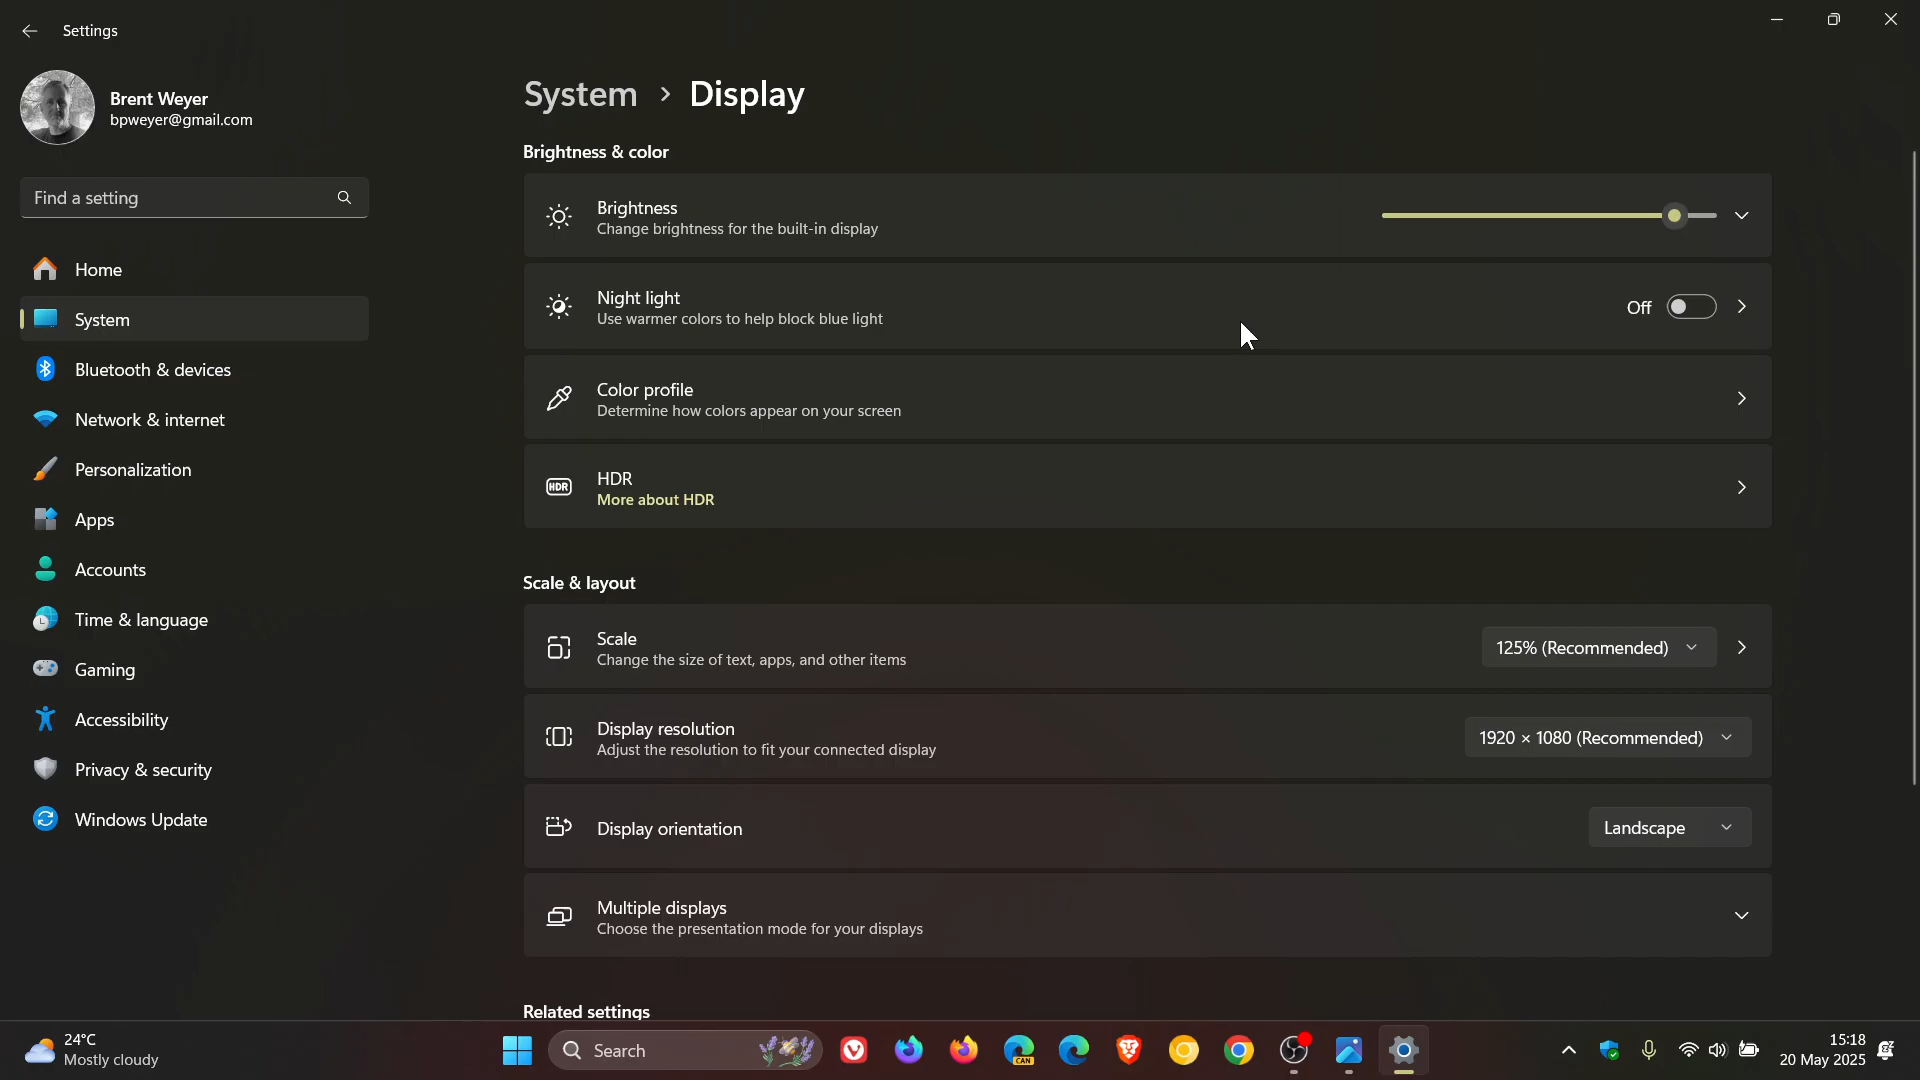 Settings
Brent Weyer
bpweyer@gmail.com
Find a setting
Home
System
Bluetooth & devices
Network & internet
Personalization
Apps
Accounts
Time & language
Gaming
Accessibility
Privacy & security
Windows Update
System > Display
Brightness & color
Brightness
Change brightness for the built-in display
Night light
Use warmer colors to help block blue light
Off
Color profile
Determine how colors appear on your screen
HDR
HDR
More about HDR
Scale & layout
Scale
Change the size of text, apps, and other items
125% (Recommended)
Display resolution
Adjust the resolution to fit your connected display
1920 × 1080 (Recommended)
Display orientation
Landscape
Multiple displays
Choose the presentation mode for your displays
Related settings
24°C
Mostly cloudy
Search
CAN
15:18
20 May 2025